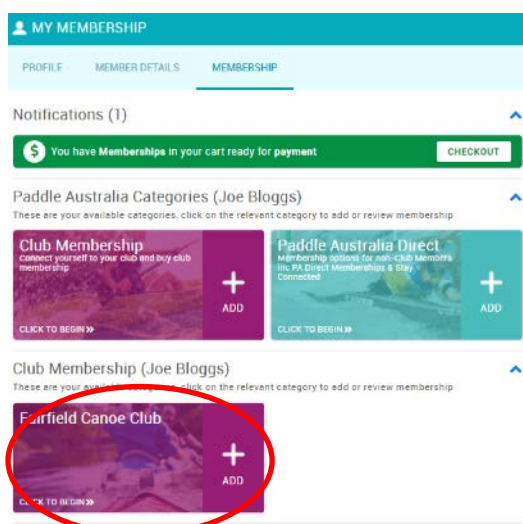 MY MEMBERSHIP
PROFILE MEMBER DETAILS MEMBERSHIP
Notifications (1)
$ You have Memberships in your cart ready for payment CHECKOUT
Paddle Australia Categories (Joe Bloggs)
These are your available categories, click on the relevant category to add or review membership
Club Membership
Connect yourself to your club and buy club
membership
ADD
CLICK TO BEGIN »
Paddle Australia Direct
Membership options for non-Club Members
Inc PA Direct Memberships & Stay
Connected
ADD
CLICK TO BEGIN »
Club Membership (Joe Bloggs)
These are your available categories, click on the relevant category to add or review membership
Fairfield Canoe Club
ADD
CLICK TO BEGIN »